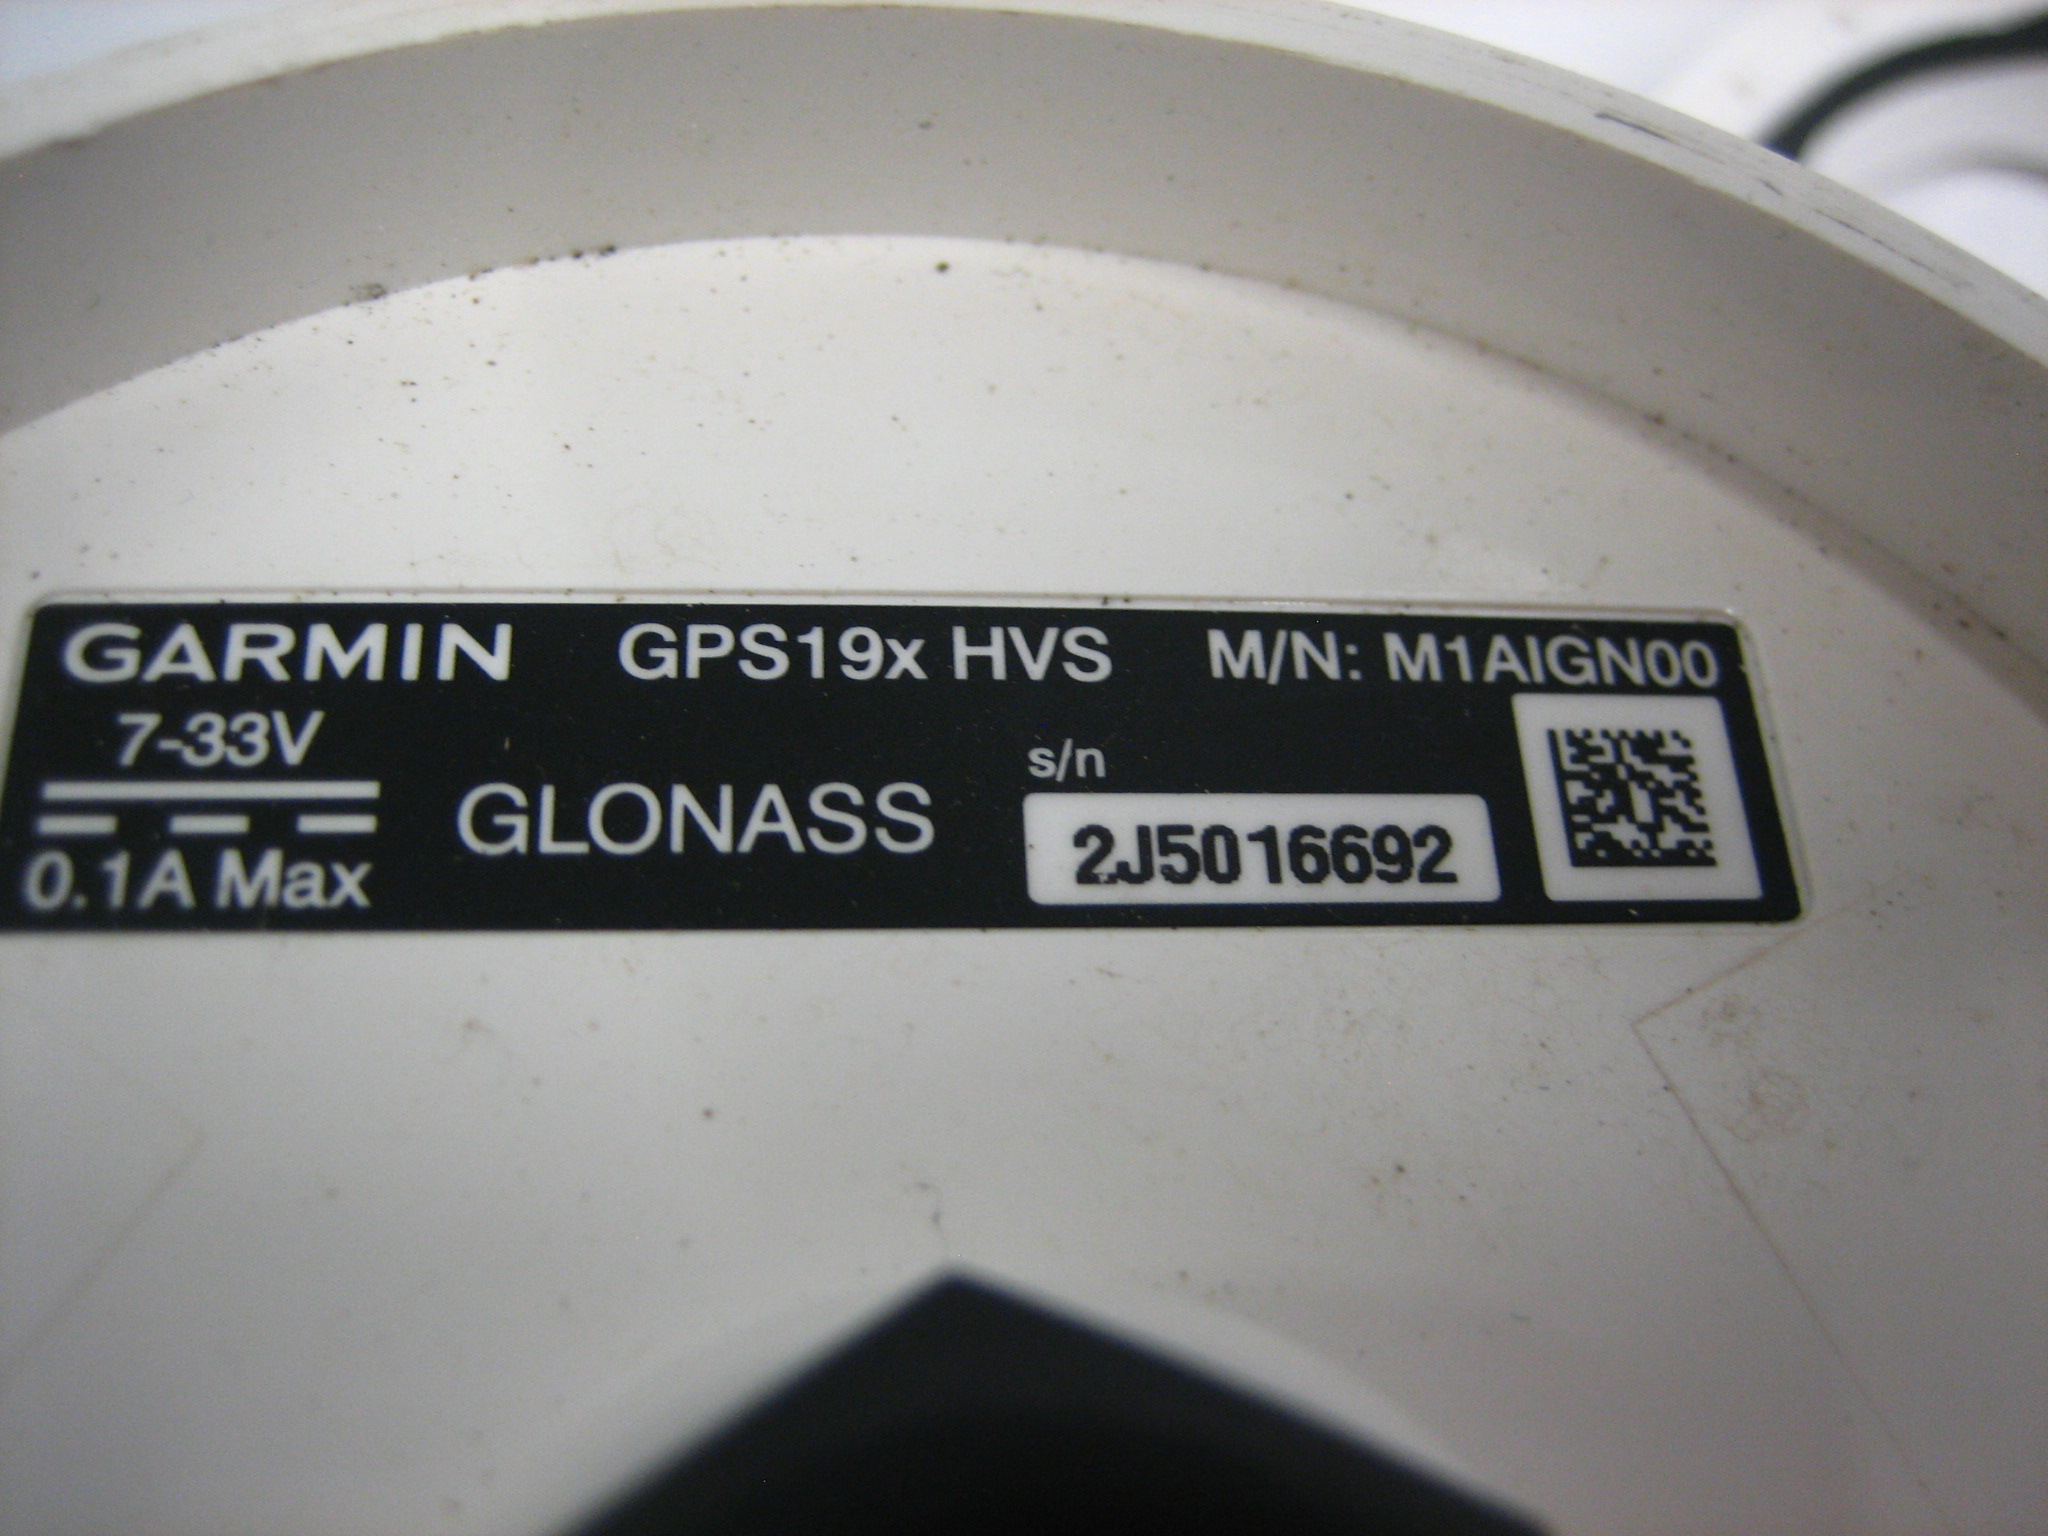 GARMIN GPS19x HVS M/N: M1AIGN00
7-33V
s/n
GLONASS
2J5016692
0.1A Max